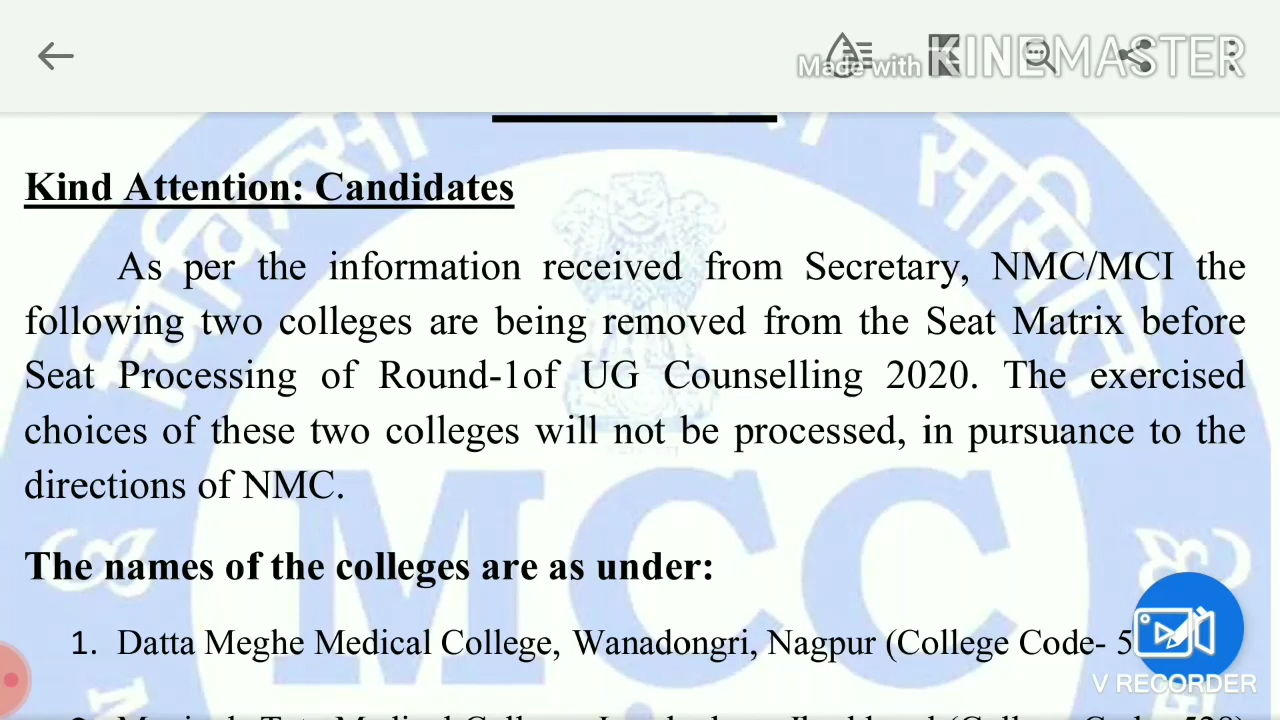 Made with KINEMASTER
Kind Attention: Candidates
As per the information received from Secretary, NMC/MCI the
following two colleges are being removed from the Seat Matrix before
Seat Processing of Round-1of UG Counselling 2020. The exercised
choices of these two colleges will not be processed, in pursuance to the
directions of NMC.
The names of the colleges are as under:
1. Datta Meghe Medical College, Wanadongri, Nagpur (College Code- 5
V RECORDER
MCC